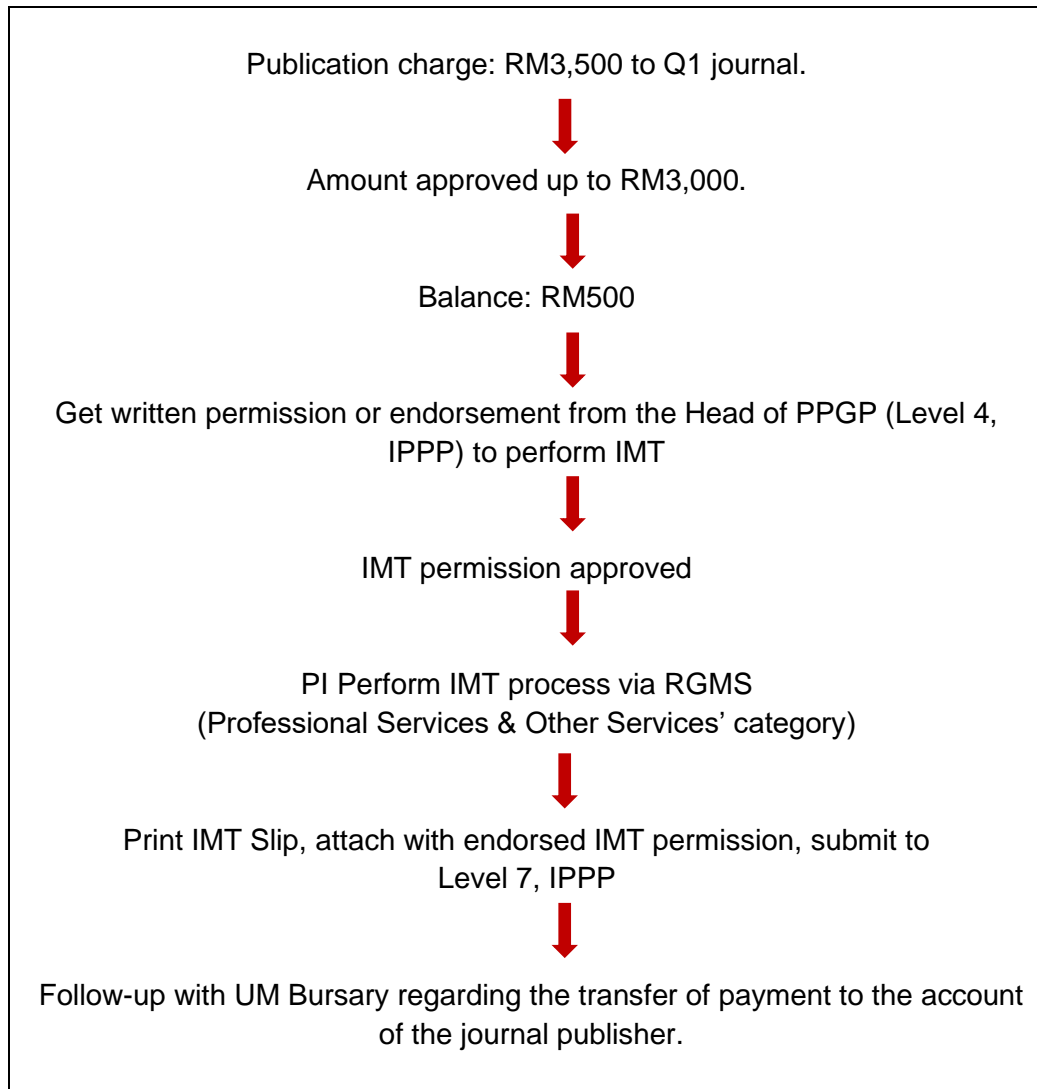 Publication charge: RM3,500 to Q1 journal.
Amount approved up to RM3,000.
Balance: RM500
Get written permission or endorsement from the Head of PPGP (Level 4,
IPPP) to perform IMT
IMT permission approved
PI Perform IMT process via RGMS
(Professional Services & Other Services’ category)
Print IMT Slip, attach with endorsed IMT permission, submit to
Level 7, IPPP
Follow-up with UM Bursary regarding the transfer of payment to the account
of the journal publisher.